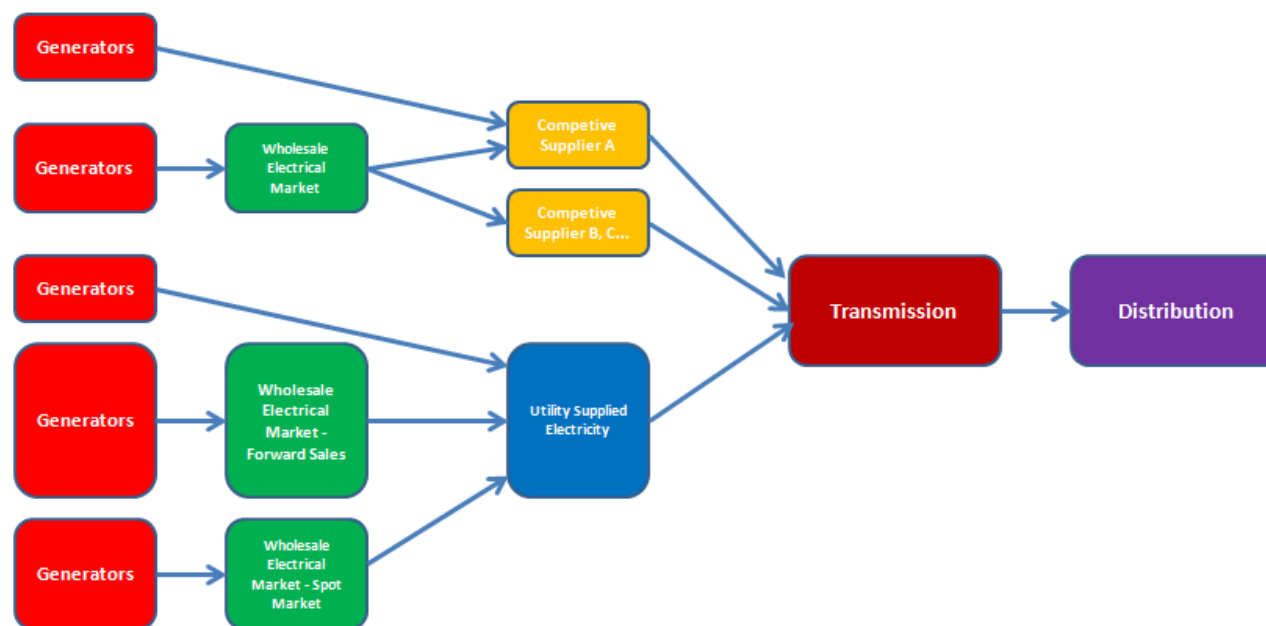 Generators
Competive
Supplier A
Generators
Wholesale
Electrical
Market
Competive
Supplier B, C...
Generators
Transmission
Distribution
Generators
Wholesale
Electrical
Market -
Forward Sales
Utility Supplied
Electricity
Generators
Wholesale
Electrical
Market - Spot
Market